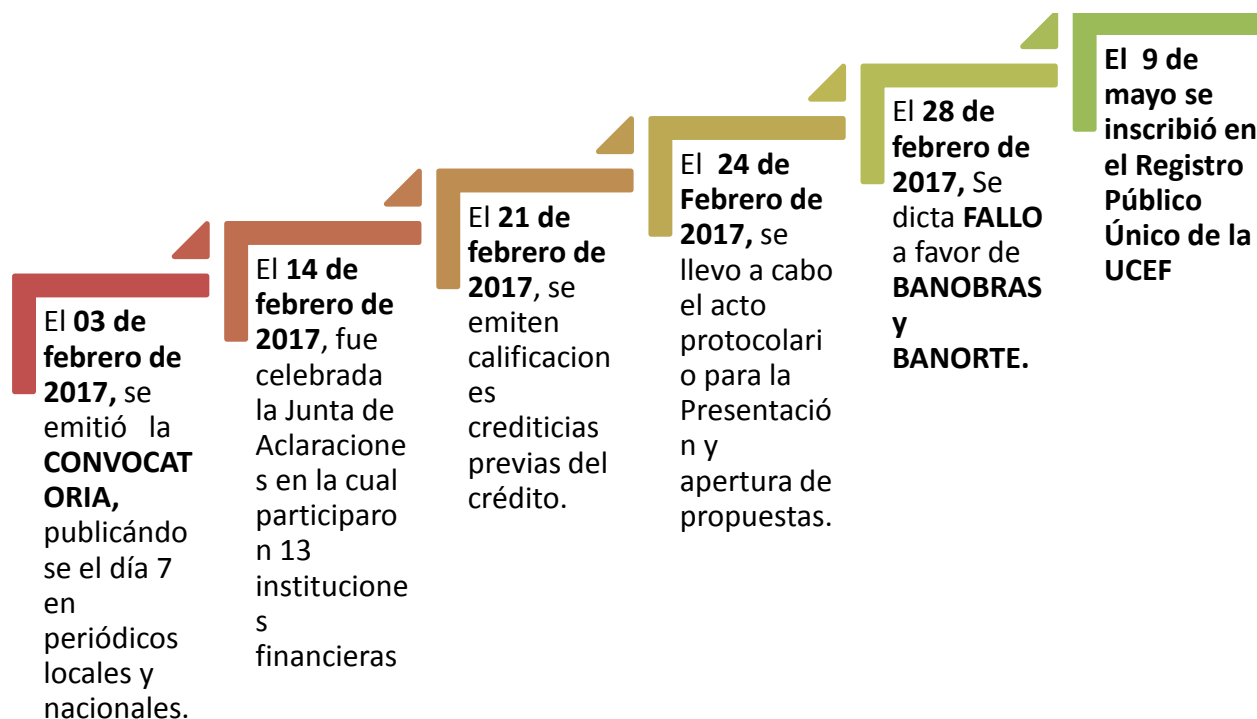 El 03 de
febrero de
2017, se
emitió la
CONVOCAT
ORIA,
publicándo
se el día 7
en
periódicos
locales y
nacionales.
El 14 de
febrero de
2017, fue
celebrada
la Junta de
Aclaracione
s en la cual
participaro
n 13
institucione
s
financieras
El 21 de
febrero de
2017, se
emiten
calificacion
es
crediticias
previas del
crédito.
El 24 de
Febrero de
2017, se
llevo a cabo
el acto
protocolari
o para la
Presentació
n y
apertura de
propuestas.
El 28 de
febrero de
2017, Se
dicta FALLO
a favor de
BANOBRAS
y
BANORTE.
El 9 de
mayo se
inscribió en
el Registro
Público
Único de la
UCEF